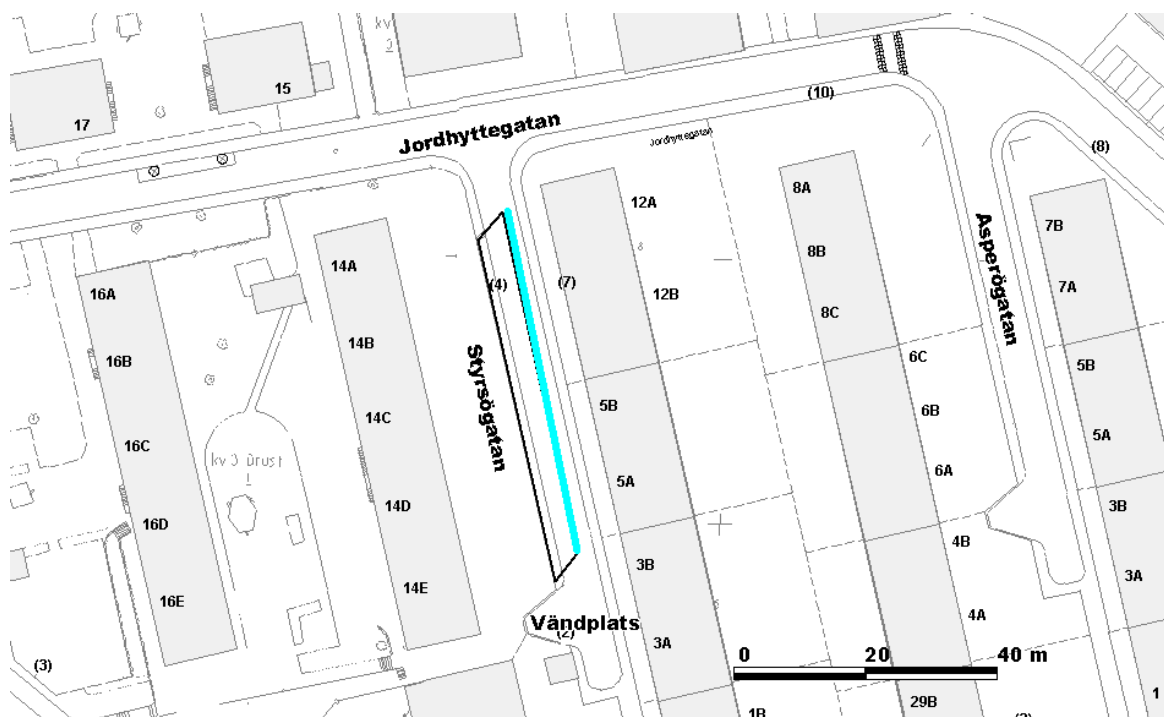 kv
15
17
(10)
Jordhyttegatan
Jordhyttegatan
(8)
12A
8A
7B
16A
14A
8B
7A
(4)
(7)
12B
8C
Asperögatan
16B
14B
6C
5B
Styrsögatan
5B
6B
14C
5A
16C
kv
5A
6A
14D
3B
16D
4B
3B
3A
14E
16E
4A
Vändplats
(2)
3A
(3)
0
20
40 m
1
29B
1B